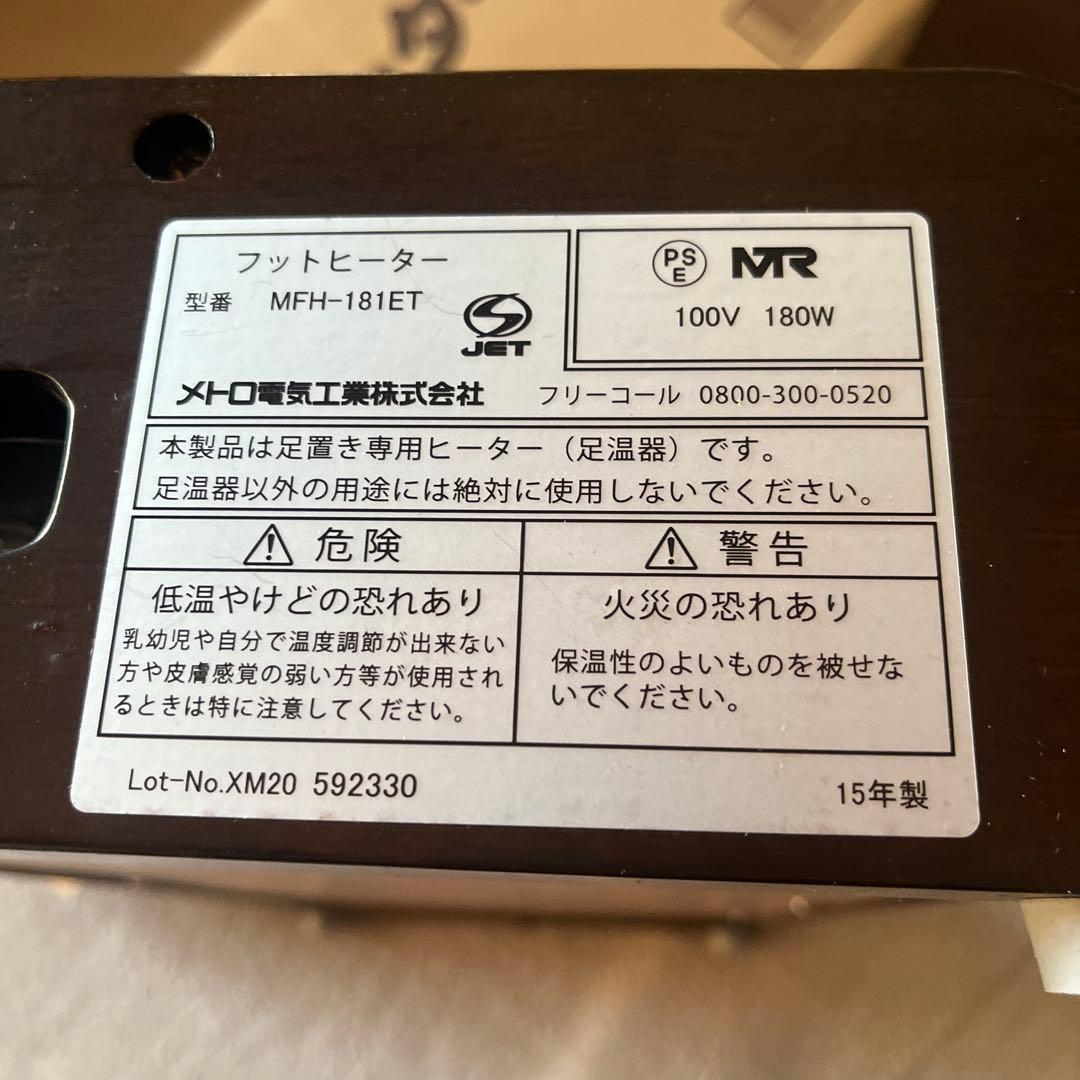 フットヒーター
型番 MFH-181ET
JET
PS
E
MTR
100V 180W
メトロ電気工業株式会社 フリーコール 0800-300-0520
本製品は足置き専用ヒーター（足温器）です。
足温器以外の用途には絶対に使用しないでください。
危険
低温やけどの恐れあり
乳幼児や自分で温度調節が出来ない
方や皮膚感覚の弱い方等が使用され
るときは特に注意してください。
警告
火災の恐れあり
保温性のよいものを被せな
いでください。
Lot-No.XM20 592330
15年製